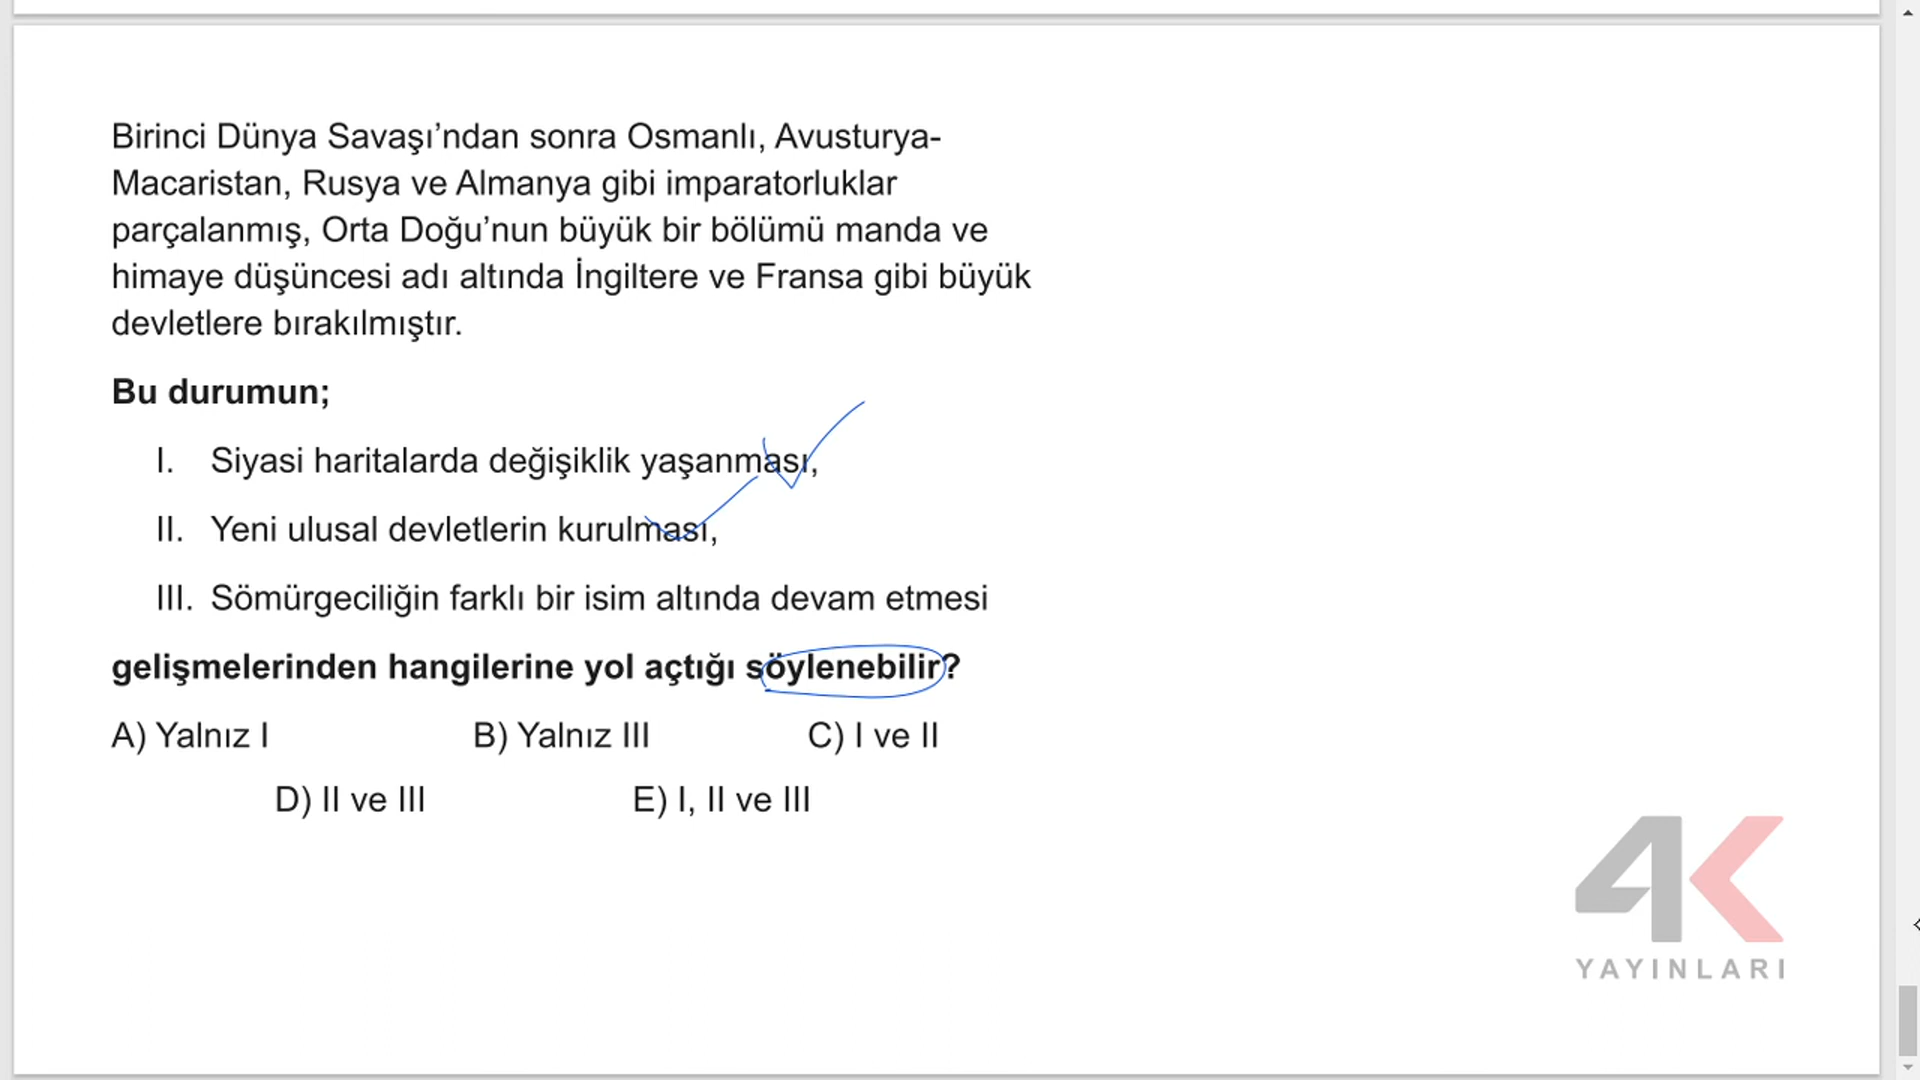 Birinci Dünya Savaşı’ndan sonra Osmanlı, Avusturya-
Macaristan, Rusya ve Almanya gibi imparatorluklar
parçalanmış, Orta Doğu’nun büyük bir bölümü manda ve
himaye düşüncesi adı altında İngiltere ve Fransa gibi büyük
devletlere bırakılmıştır.
Bu durumun;
I. Siyasi haritalarda değişiklik yaşanması,
II. Yeni ulusal devletlerin kurulması,
III. Sömürgeciliğin farklı bir isim altında devam etmesi
gelişmelerinden hangilerine yol açtığı söylenebilir?
A) Yalnız I B) Yalnız III C) I ve II
D) II ve III E) I, II ve III
4K
YAYINLARI